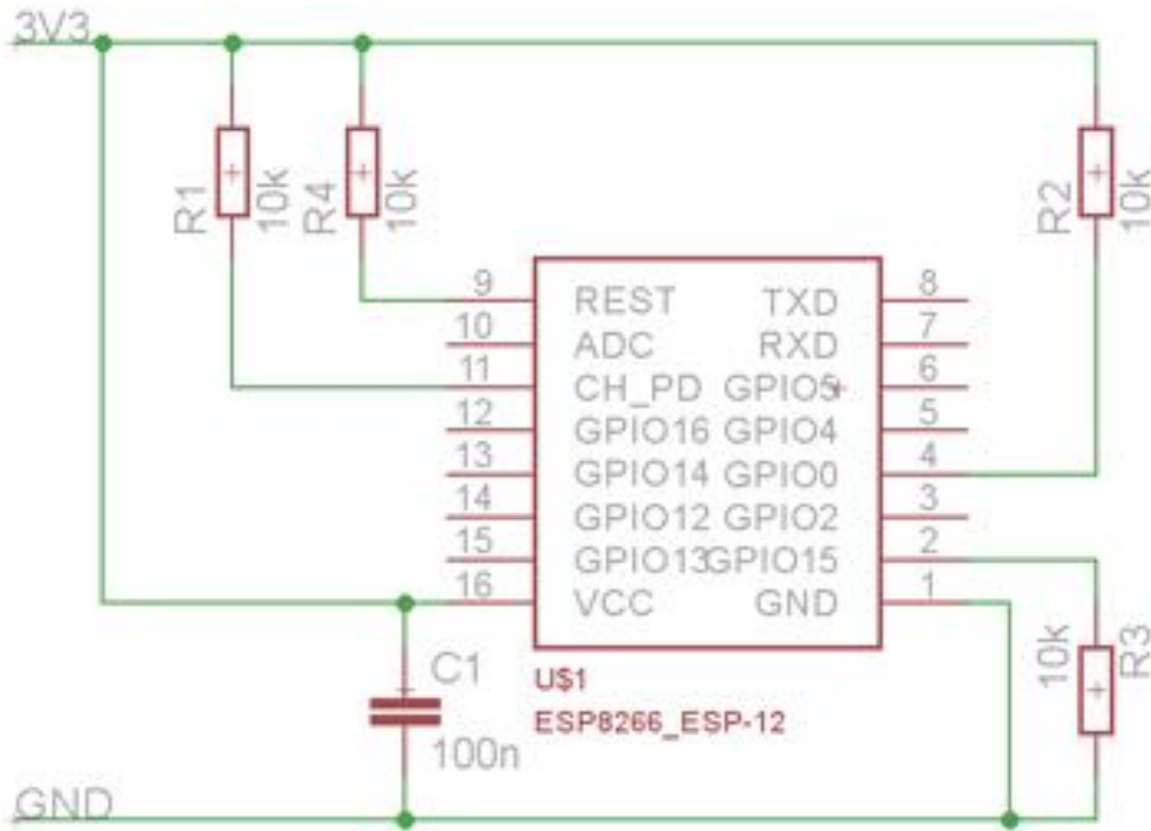 3V3
R1
10k
R4
10k
R2
10k
9 REST TXD 8
10 ADC RXD 7
11 CH_PD GPIO5 6
12 GPIO16 GPIO4 5
13 GPIO14 GPIO0 4
14 GPIO12 GPIO2 3
15 GPIO13 GPIO15 2
16 VCC GND 1
C1
100n
U$1
ESP8266_ESP-12
10k
R3
GND